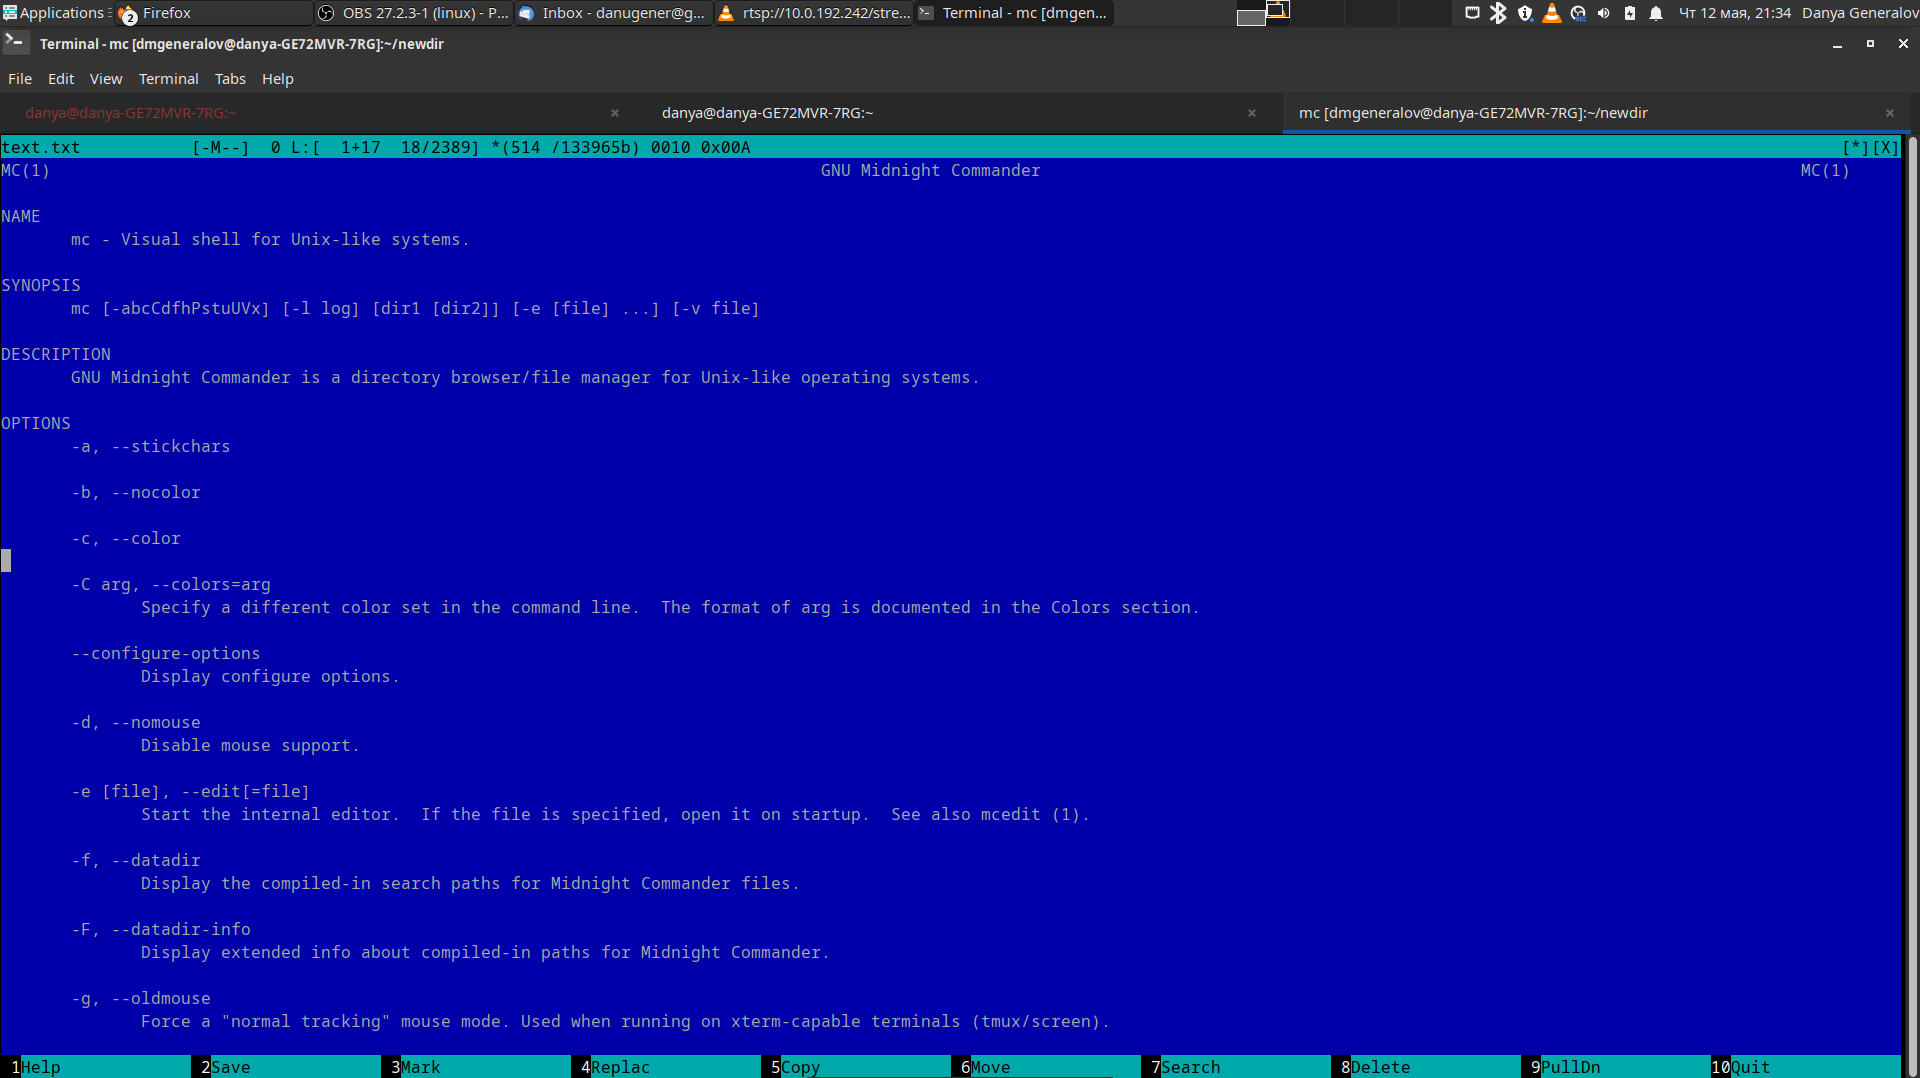 Applications 2 Firefox OBS 27.2.3-1 (linux) - P... Inbox - danugener@g... rtsp://10.0.192.242/stre... Terminal - mc [dmgen... Чт 12 мая, 21:34 Danya Generalov
Terminal - mc [dmgeneralov@danya-GE72MVR-7RG]:~/newdir
File Edit View Terminal Tabs Help
danya@danya-GE72MVR-7RG:~ danya@danya-GE72MVR-7RG:~ mc [dmgeneralov@danya-GE72MVR-7RG]:~/newdir
text.txt [-M--] 0 L:[ 1+17 18/2389] *(514 /133965b) 0010 0x00A [*][X]
MC(1) GNU Midnight Commander MC(1)
NAME
mc - Visual shell for Unix-like systems.
SYNOPSIS
mc [-abcCdfhPstuUVx] [-l log] [dir1 [dir2]] [-e [file] ...] [-v file]
DESCRIPTION
GNU Midnight Commander is a directory browser/file manager for Unix-like operating systems.
OPTIONS
-a, --stickchars
-b, --nocolor
-c, --color
-C arg, --colors=arg
Specify a different color set in the command line.  The format of arg is documented in the Colors section.
--configure-options
Display configure options.
-d, --nomouse
Disable mouse support.
-e [file], --edit[=file]
Start the internal editor.  If the file is specified, open it on startup.  See also mcedit (1).
-f, --datadir
Display the compiled-in search paths for Midnight Commander files.
-F, --datadir-info
Display extended info about compiled-in paths for Midnight Commander.
-g, --oldmouse
Force a "normal tracking" mouse mode. Used when running on xterm-capable terminals (tmux/screen).
1Help 2Save 3Mark 4Replac 5Copy 6Move 7Search 8Delete 9PullDn 10Quit